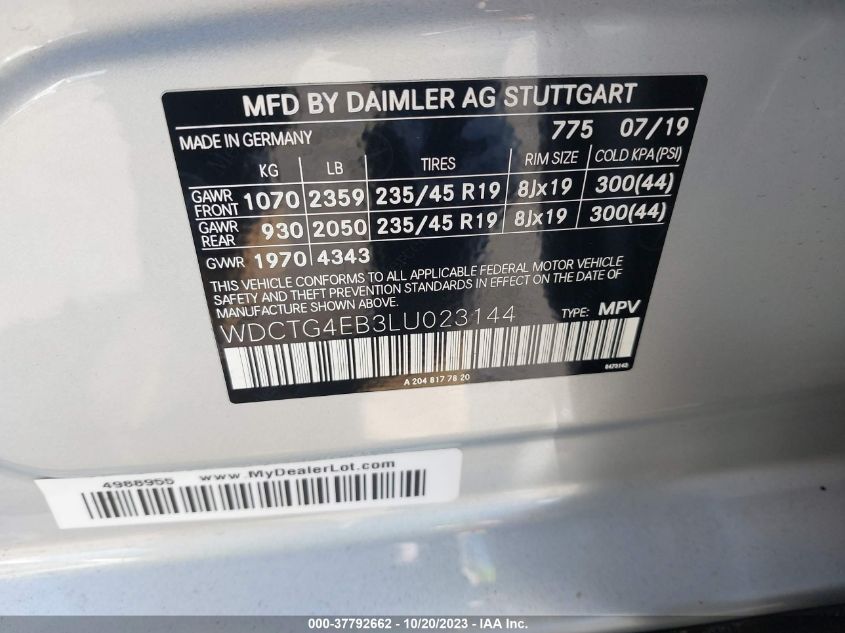 MFD BY DAIMLER AG STUTTGART
MADE IN GERMANY 775 07/19
KG LB TIRES RIM SIZE COLD KPA(PSI)
GAWR FRONT 1070 2359 235/45 R19 8Jx19 300(44)
GAWR REAR 930 2050 235/45 R19 8Jx19 300(44)
GVWR 1970 4343
THIS VEHICLE CONFORMS TO ALL APPLICABLE FEDERAL MOTOR VEHICLE
SAFETY AND THEFT PREVENTION STANDARDS IN EFFECT ON THE DATE OF
MANUFACTURE SHOWN ABOVE.
WDCTG4EB3LU023144 TYPE: MPV
A 204 817 78 20
4988955 www.MyDealerLot.com
000-37792662 - 10/20/2023 - IAA Inc.